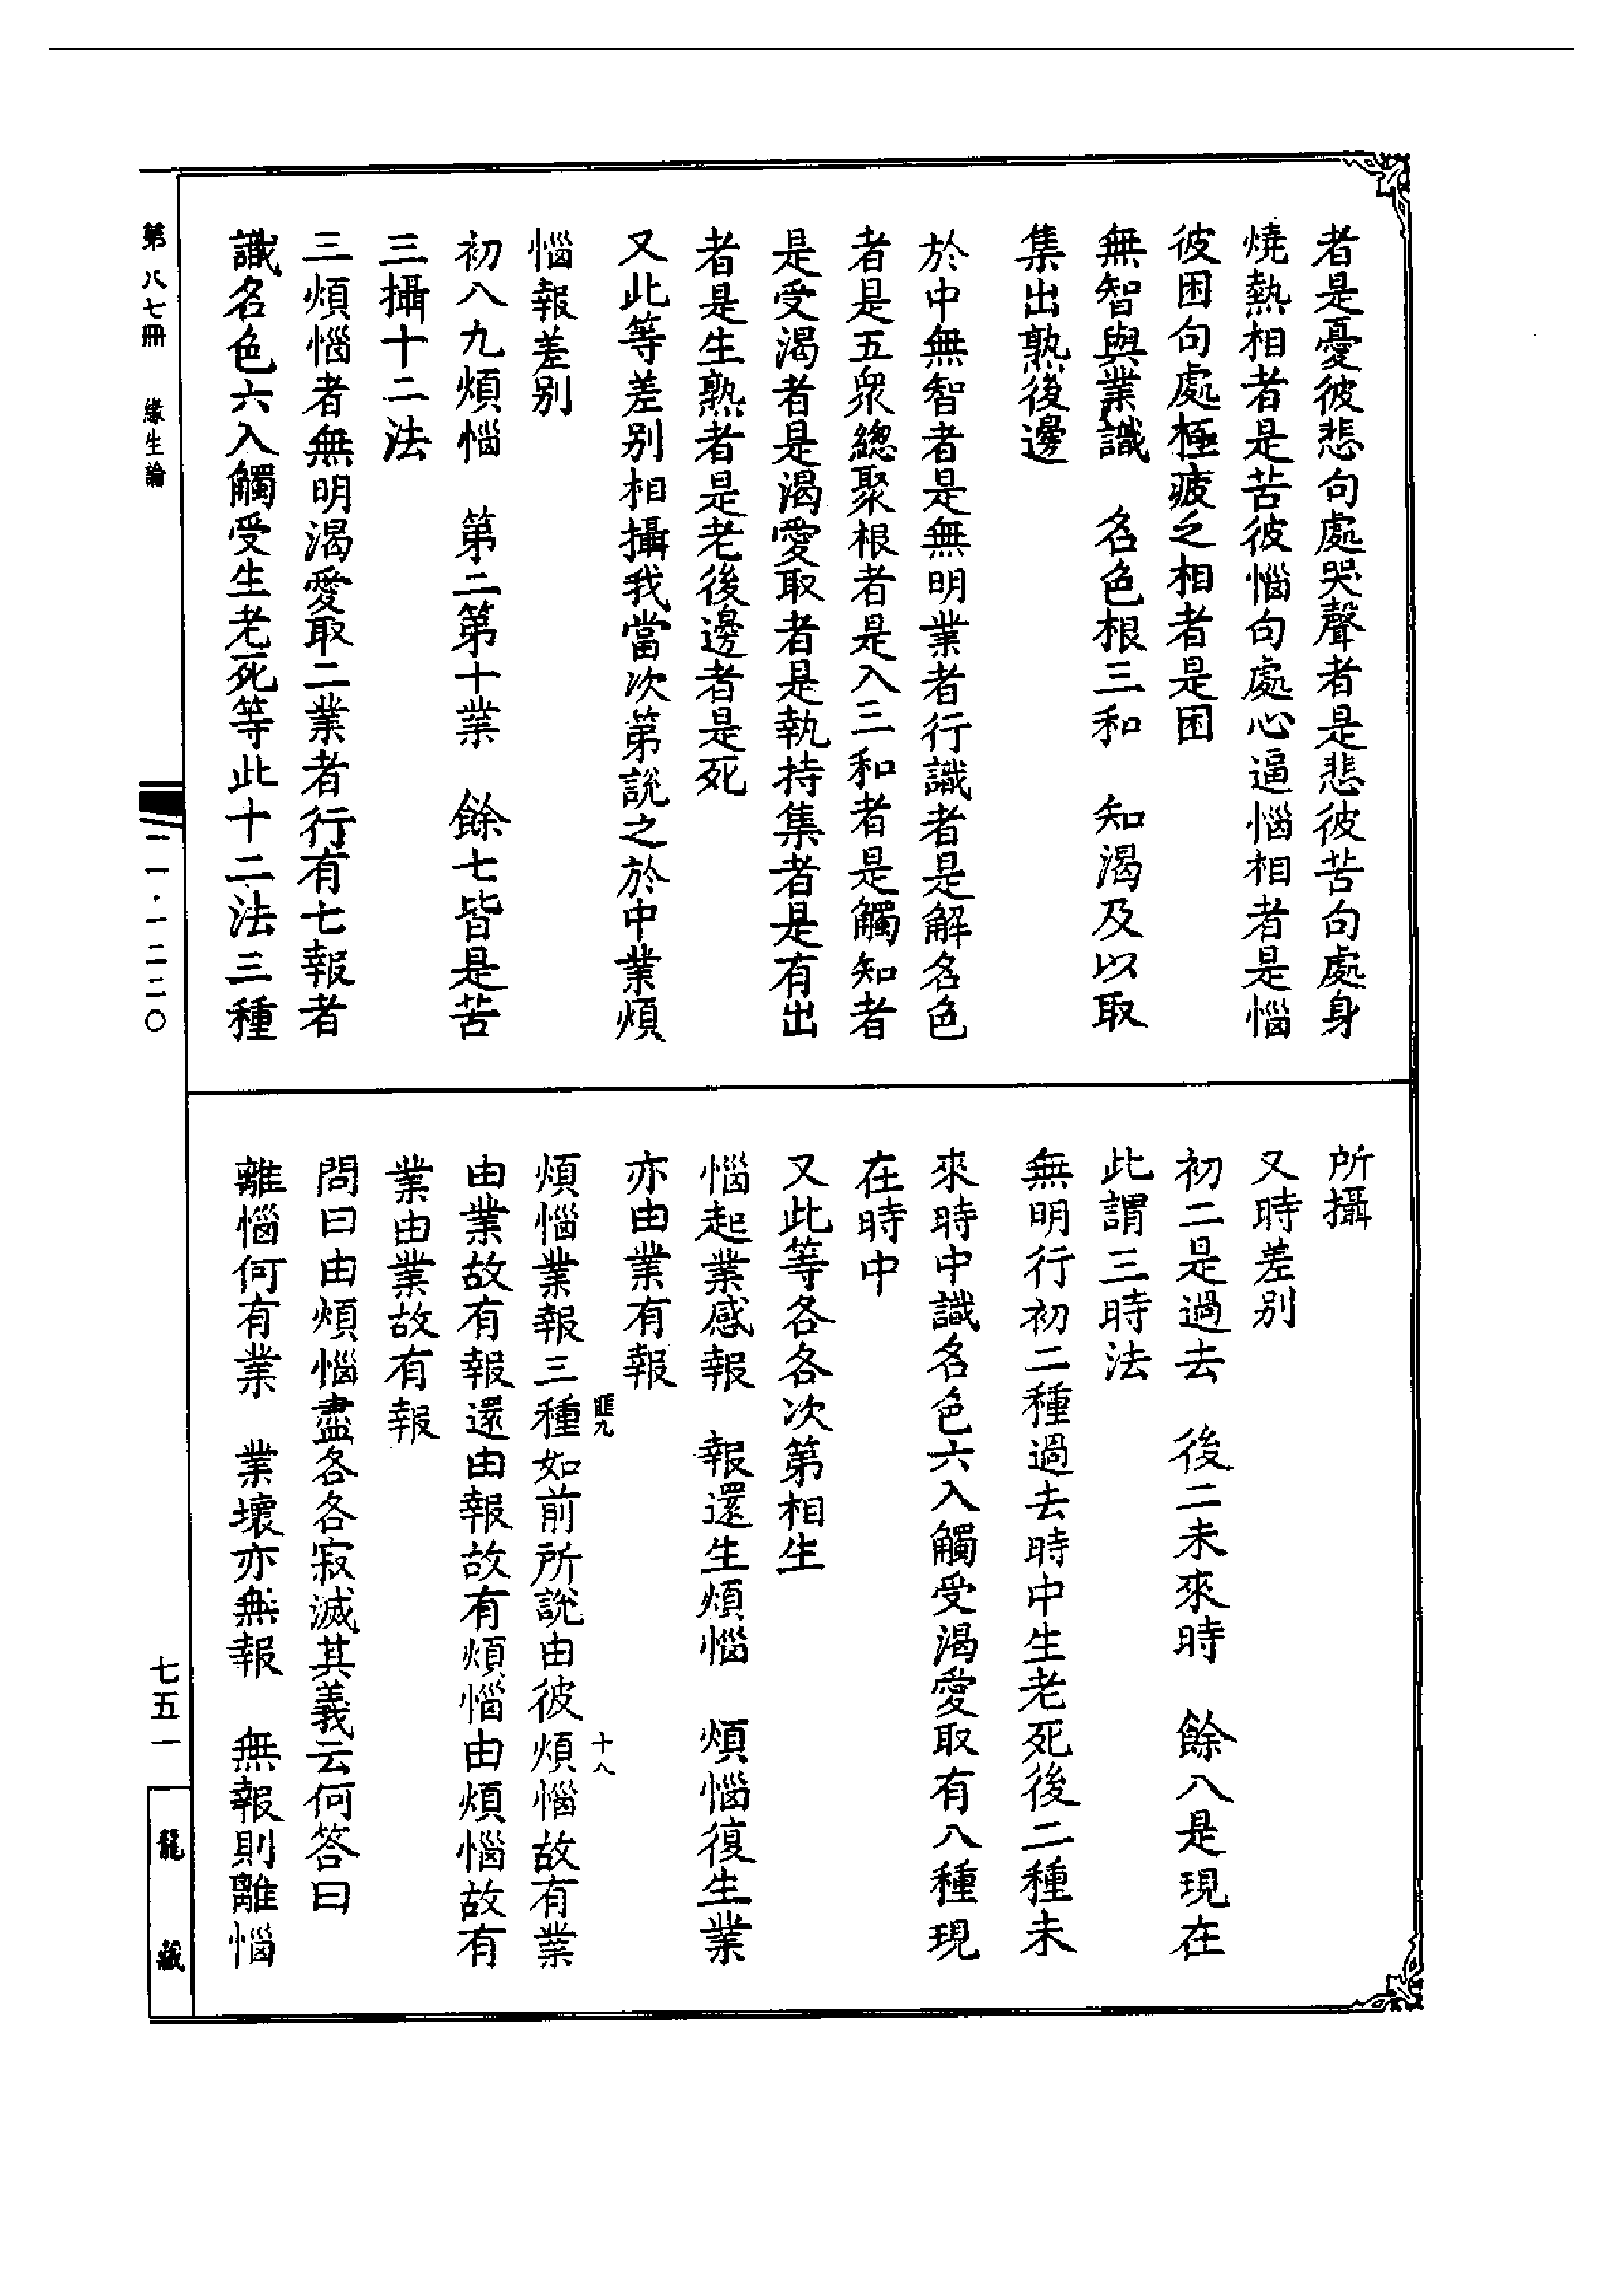 者是憂彼悲句處哭聲者是悲彼苦句處身
燒熱相者是苦彼惱句處心逼惱相者是惱
彼困句處極疲乏相者是困
無智與業識　名色根三和　知渴及以取
集出熟後邊
於中無智者是無明業者行識者是解名色
者是五眾總聚根者是入三和者是觸知者
是受渴者是渴愛取者是執持集者是有出
者是生熟者是老後邊者是死
又此等差别相攝我當次第說之於中業煩
惱報差别
初八九煩惱　第二第十業　餘七皆是苦
三攝十二法
三煩惱者無明渴愛取二業者行有七報者
識名色六入觸受生老死等此十二法三種
所攝
又時差别
初二是過去　後二未來時　餘八是現在
此謂三時法
無明行初二種過去時中生老死後二種未
來時中識名色六入觸受渴愛取有八種現
在時中
又此等各各次第相生
惱起業感報　報還生煩惱　煩惱復生業
亦由業有報
煩惱業報三種如前所說由彼煩惱故有業
由業故有報還由報故有煩惱由煩惱故有
業由業故有報
問曰由煩惱盡各各寂滅其義云何答曰
離惱何有業　業壞亦無報　無報則離惱
匪九
十八
第八七冊　緣生論
二一·一二二〇
七五一
龍藏